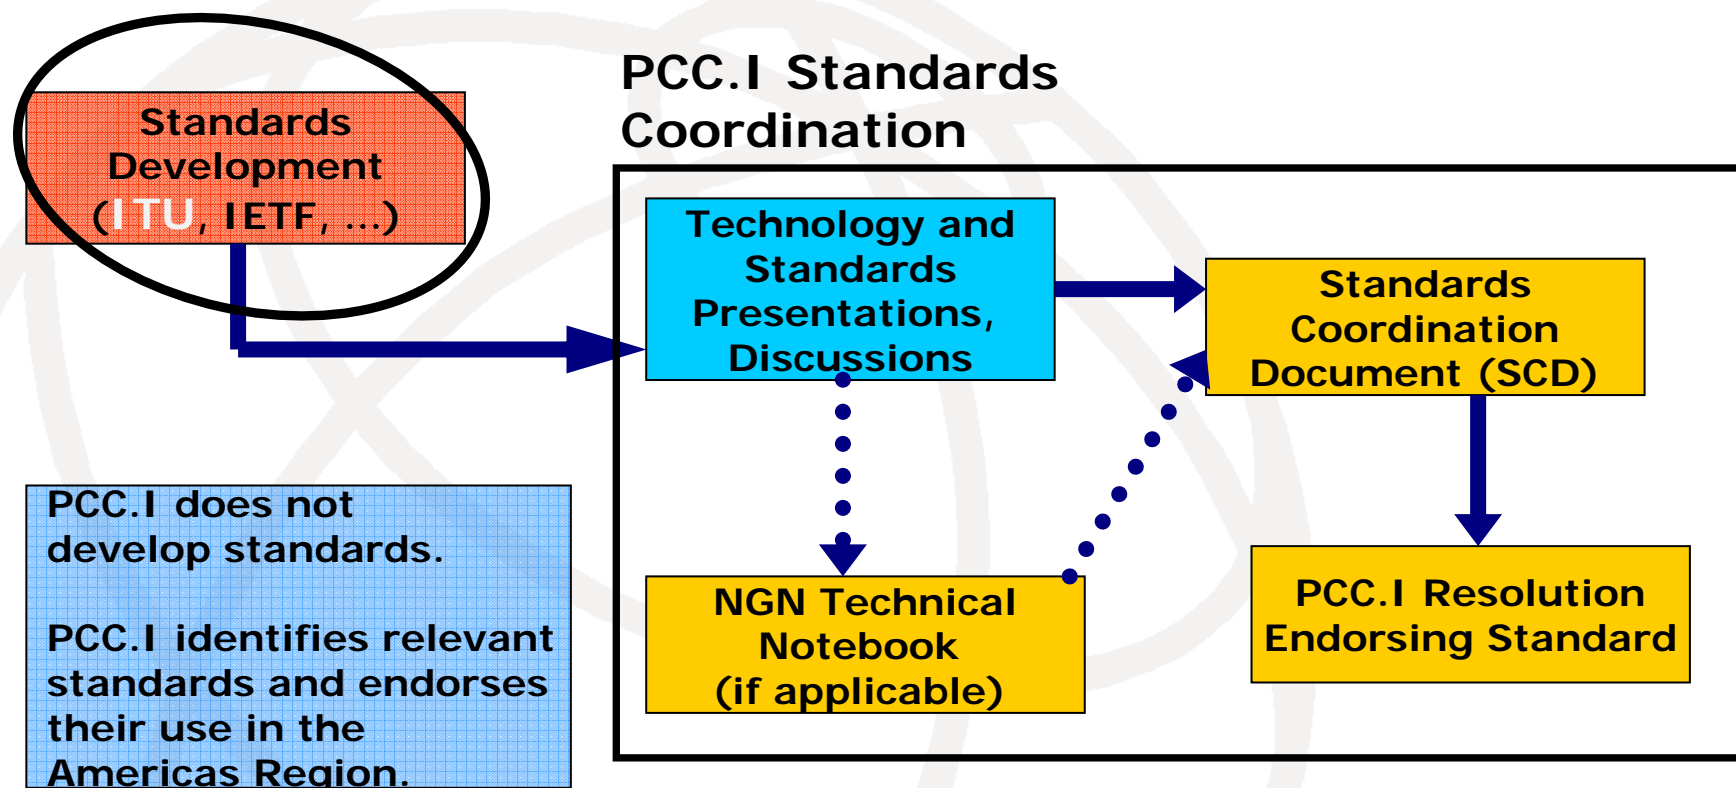 PCC.I Standards
Coordination
Standards
Development
(ITU, IETF, ...)
Technology and
Standards
Presentations,
Discussions
Standards
Coordination
Document (SCD)
NGN Technical
Notebook
(if applicable)
PCC.I Resolution
Endorsing Standard
PCC.I does not
develop standards.
PCC.I identifies relevant
standards and endorses
their use in the
Americas Region.